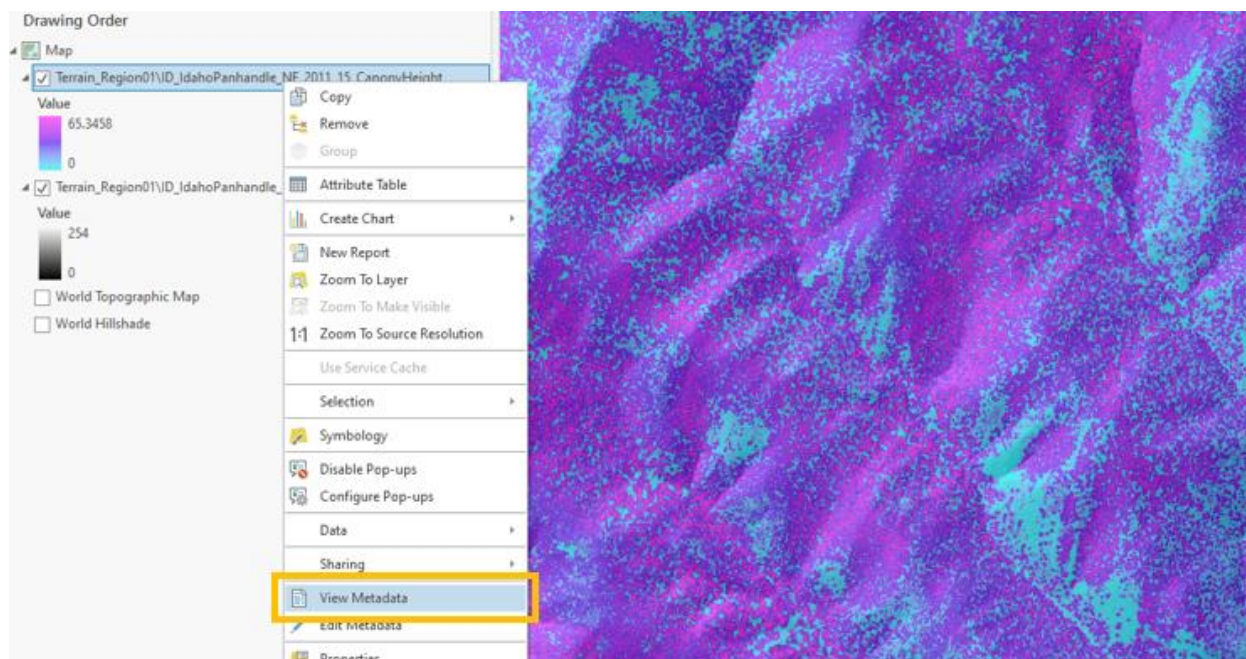 Drawing Order
Map
Terrain_Region01\ID_IdahoPanhandle_NF_2011_15_CanopyHeight
Value
65.3458
0
Terrain_Region01\ID_IdahoPanhandle_
Value
254
0
World Topographic Map
World Hillshade
Copy
Remove
Group
Attribute Table
Create Chart
New Report
Zoom To Layer
Zoom To Make Visible
1:1 Zoom To Source Resolution
Use Service Cache
Selection
Symbology
Disable Pop-ups
Configure Pop-ups
Data
Sharing
View Metadata
Edit Metadata
Properties